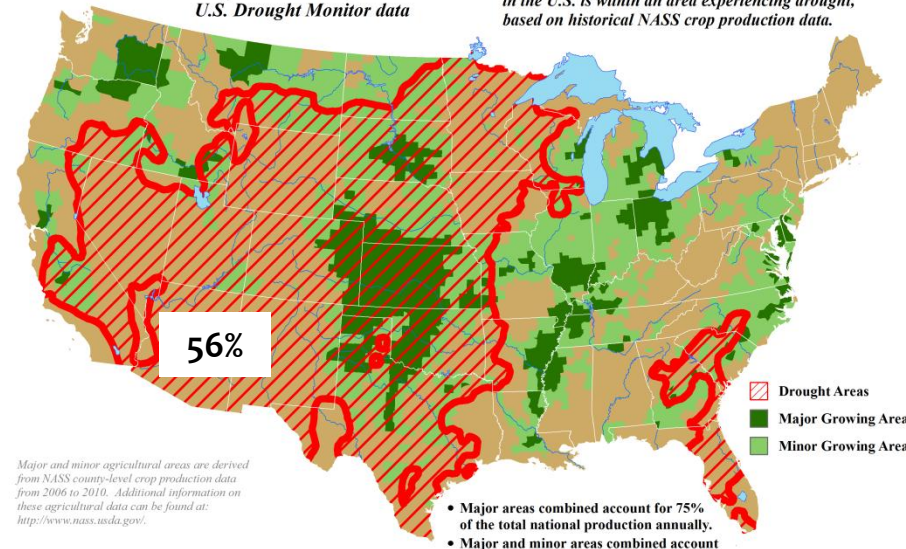 U.S. Drought Monitor data
in the U.S. is within an area experiencing drought,
based on historical NASS crop production data.
56%
Drought Areas
Major Growing Area
Minor Growing Area
Major and minor agricultural areas are derived
from NASS county-level crop production data
from 2006 to 2010. Additional information on
these agricultural data can be found at:
http://www.nass.usda.gov/.
• Major areas combined account for 75%
of the total national production annually.
• Major and minor areas combined account